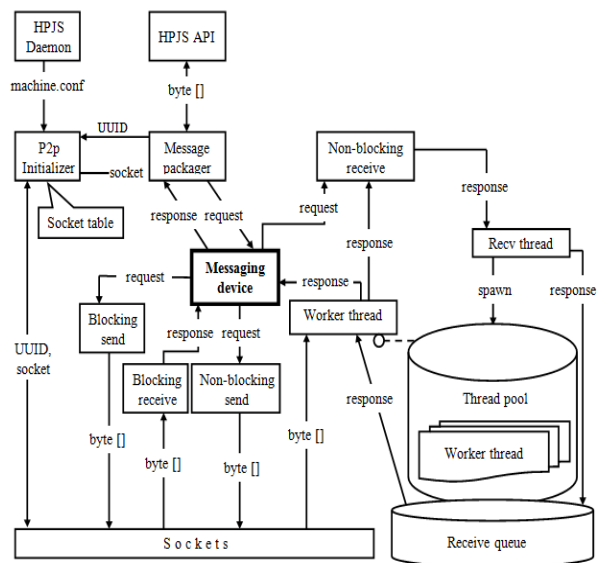 HPJS
Daemon
HPJS API
machine.conf
byte []
UUID
P2p
Initializer
Message
packager
socket
Non-blocking
receive
Socket table
response
request
request
response
response
Recv thread
Messaging
device
request
response
spawn
response
Blocking
send
response
request
Worker thread
UUID,
socket
Blocking
receive
Non-blocking
send
response
Thread pool
byte []
byte []
byte []
byte []
Worker thread
Sockets
Receive queue